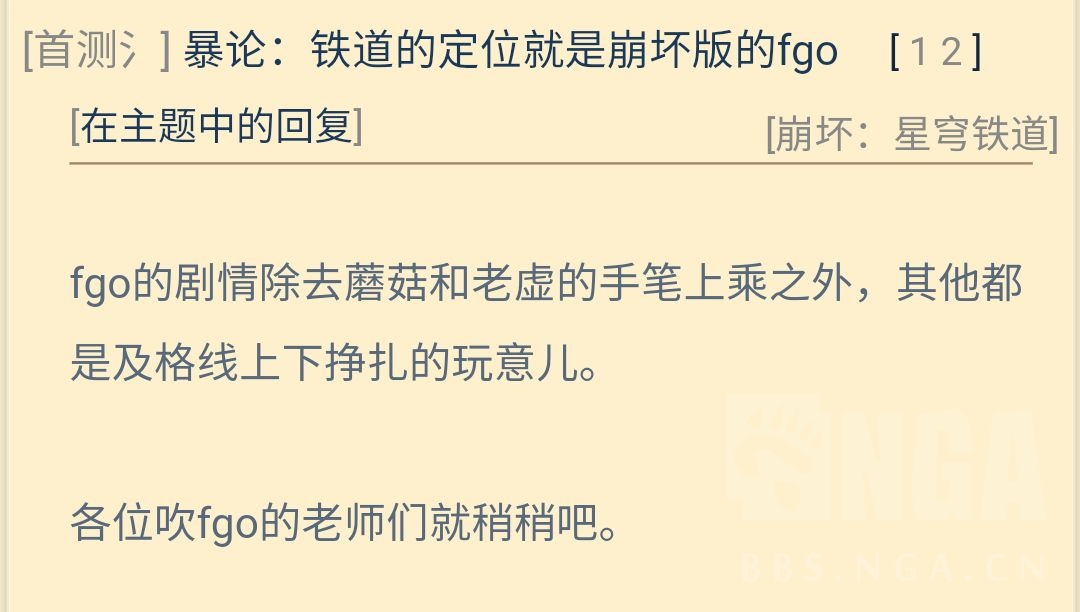 [首测氵] 暴论：铁道的定位就是崩坏版的fgo [ 1 2 ]
[在主题中的回复]
[崩坏：星穹铁道]
fgo的剧情除去蘑菇和老虚的手笔上乘之外，其他都
是及格线上下挣扎的玩意儿。
各位吹fgo的老师们就稍稍吧。
NGA
BBS.NGA.CN